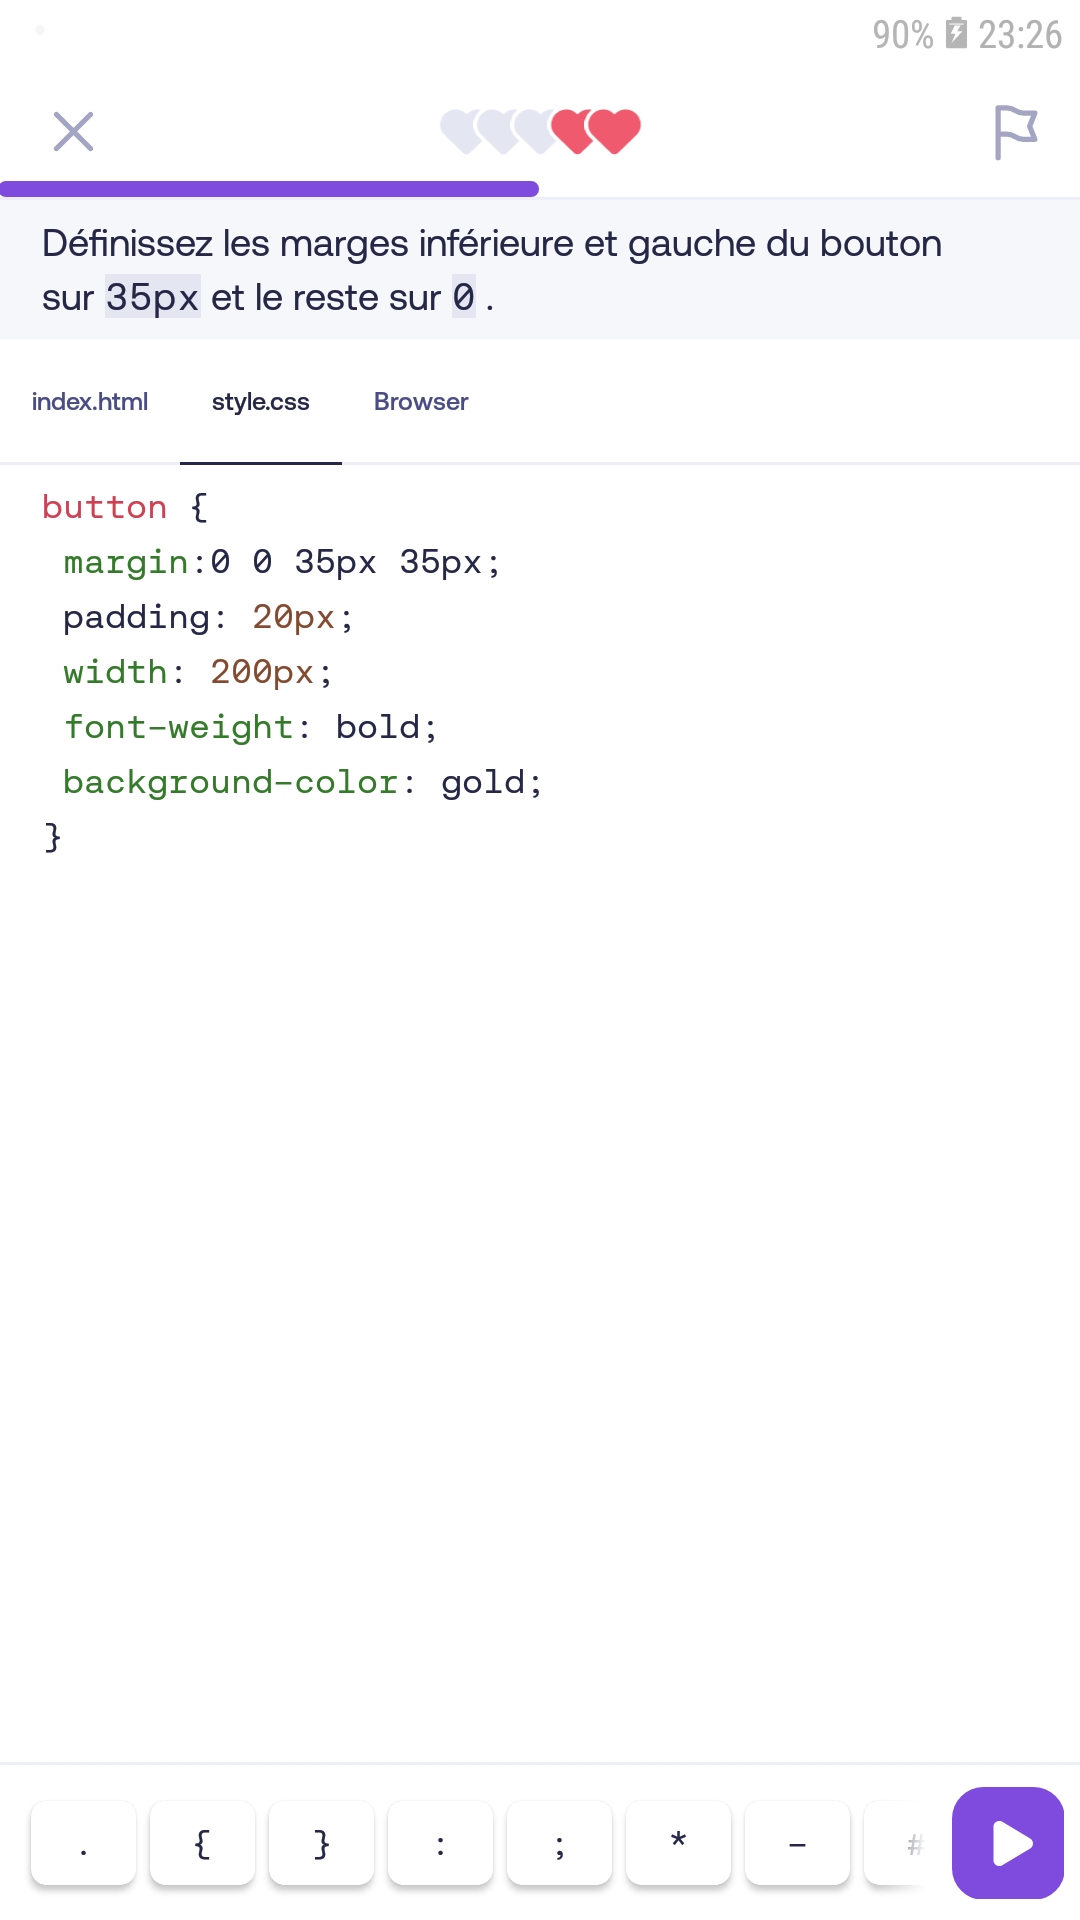 90% 23:26
Définissez les marges inférieure et gauche du bouton
sur 35px et le reste sur 0 .
index.html style.css Browser
button {
margin:0 0 35px 35px;
padding: 20px;
width: 200px;
font-weight: bold;
background-color: gold;
}
. { } : ; * - #